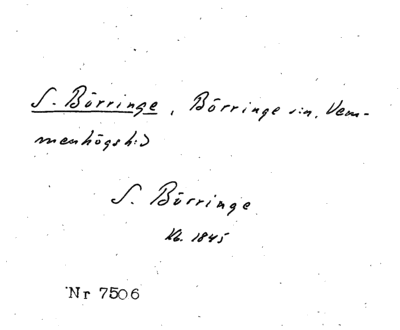 S. Börringe, Börringe s:n, Vem-
menhögs h:d
S. Börringe
Kb. 1845
Nr 7506